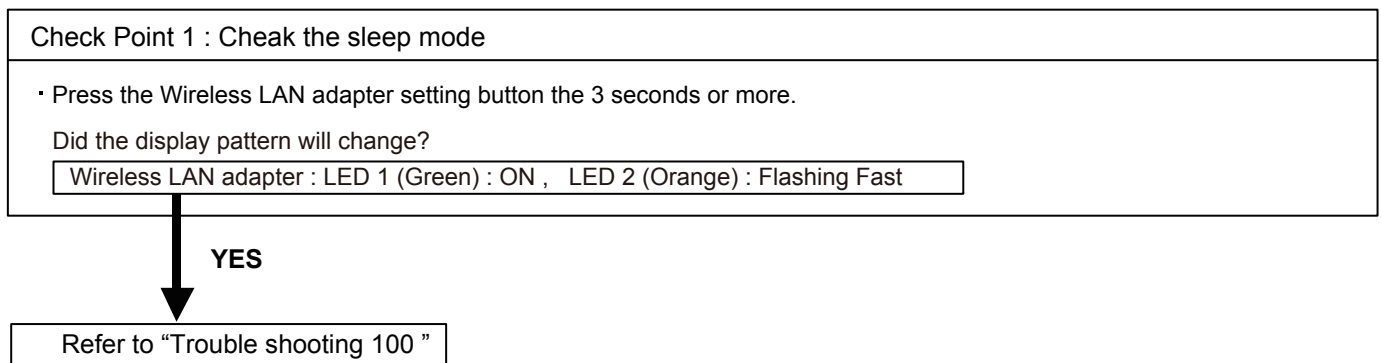 Check Point 1 : Cheak the sleep mode
· Press the Wireless LAN adapter setting button the 3 seconds or more.
Did the display pattern will change?
Wireless LAN adapter : LED 1 (Green) : ON ,   LED 2 (Orange) : Flashing Fast
YES
Refer to “Trouble shooting 100 ”